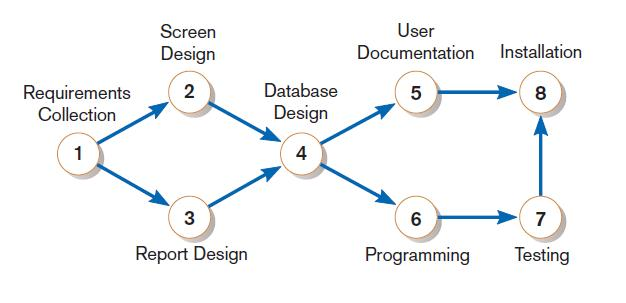 Screen
Design
User
Documentation
Installation
Requirements
Collection
2
Database
Design
5
8
1
4
3
6
7
Report Design
Programming
Testing